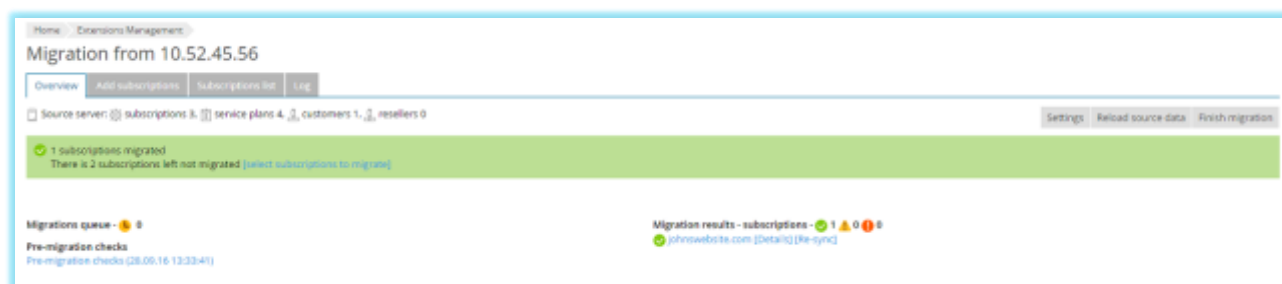 Home Extensions Management
Migration from 10.52.45.56
Overview Add subscriptions Subscriptions list Log
Source server: subscriptions 3, service plans 4, customers 1, resellers 0
Settings Reload source data Finish migration
1 subscriptions migrated
There is 2 subscriptions left not migrated [select subscriptions to migrate]
Migrations queue - 0
Pre-migration checks
Pre-migration checks (28.09.16 13:33:41)
Migration results - subscriptions - 1 0 0
johnswebsite.com [Details] [Re-sync]